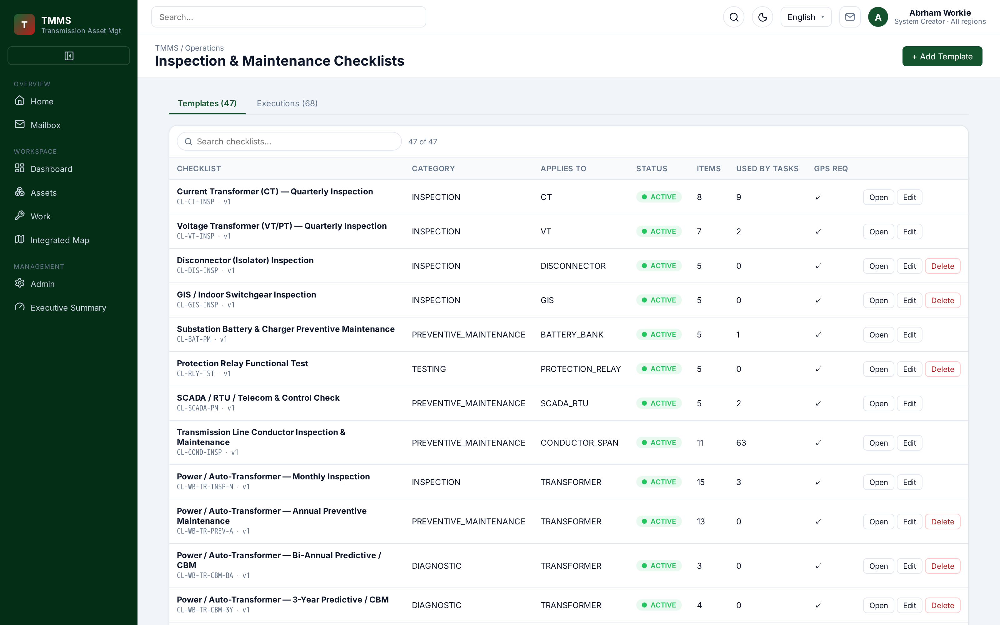 T
TMMS
Transmission Asset Mgt
OVERVIEW
Home
Mailbox
WORKSPACE
Dashboard
Assets
Work
Integrated Map
MANAGEMENT
Admin
Executive Summary
Search...
English
A
Abrham Workie
System Creator · All regions
TMMS / Operations
Inspection & Maintenance Checklists
+ Add Template
Templates (47)
Executions (68)
Search checklists...
47 of 47
CHECKLIST CATEGORY APPLIES TO STATUS ITEMS USED BY TASKS GPS REQ
Current Transformer (CT) — Quarterly Inspection
CL-CT-INSP · v1
INSPECTION CT ACTIVE 8 9 ✓ Open Edit
Voltage Transformer (VT/PT) — Quarterly Inspection
CL-VT-INSP · v1
INSPECTION VT ACTIVE 7 2 ✓ Open Edit
Disconnector (Isolator) Inspection
CL-DIS-INSP · v1
INSPECTION DISCONNECTOR ACTIVE 5 0 ✓ Open Edit Delete
GIS / Indoor Switchgear Inspection
CL-GIS-INSP · v1
INSPECTION GIS ACTIVE 5 0 ✓ Open Edit Delete
Substation Battery & Charger Preventive Maintenance
CL-BAT-PM · v1
PREVENTIVE_MAINTENANCE BATTERY_BANK ACTIVE 5 1 ✓ Open Edit
Protection Relay Functional Test
CL-RLY-TST · v1
TESTING PROTECTION_RELAY ACTIVE 5 0 ✓ Open Edit Delete
SCADA / RTU / Telecom & Control Check
CL-SCADA-PM · v1
PREVENTIVE_MAINTENANCE SCADA_RTU ACTIVE 5 2 ✓ Open Edit
Transmission Line Conductor Inspection &
Maintenance
CL-COND-INSP · v1
PREVENTIVE_MAINTENANCE CONDUCTOR_SPAN ACTIVE 11 63 ✓ Open Edit
Power / Auto-Transformer — Monthly Inspection
CL-WB-TR-INSP-M · v1
INSPECTION TRANSFORMER ACTIVE 15 3 ✓ Open Edit
Power / Auto-Transformer — Annual Preventive
Maintenance
CL-WB-TR-PREV-A · v1
PREVENTIVE_MAINTENANCE TRANSFORMER ACTIVE 13 0 ✓ Open Edit Delete
Power / Auto-Transformer — Bi-Annual Predictive /
CBM
CL-WB-TR-CBM-BA · v1
DIAGNOSTIC TRANSFORMER ACTIVE 3 0 ✓ Open Edit Delete
Power / Auto-Transformer — 3-Year Predictive / CBM
CL-WB-TR-CBM-3Y · v1
DIAGNOSTIC TRANSFORMER ACTIVE 4 0 ✓ Open Edit Delete